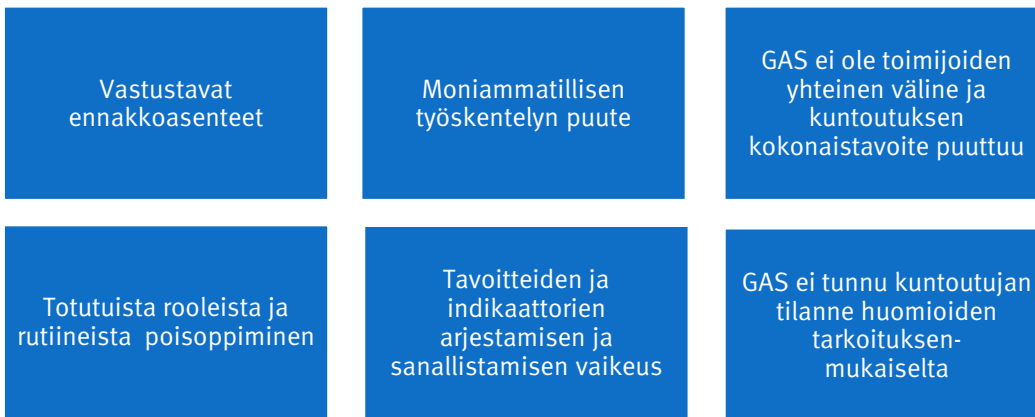 Vastustavat
ennakkoasenteet
Moniammatillisen
työskentelyn puute
GAS ei ole toimijoiden
yhteinen väline ja
kuntoutuksen
kokonaistavoite puuttuu
Totutuista rooleista ja
rutiineista poisoppiminen
Tavoitteiden ja
indikaattorien
arjestamisen ja
sanallistamisen vaikeus
GAS ei tunnu kuntoutujan
tilanne huomioiden
tarkoituksen-
mukaiselta